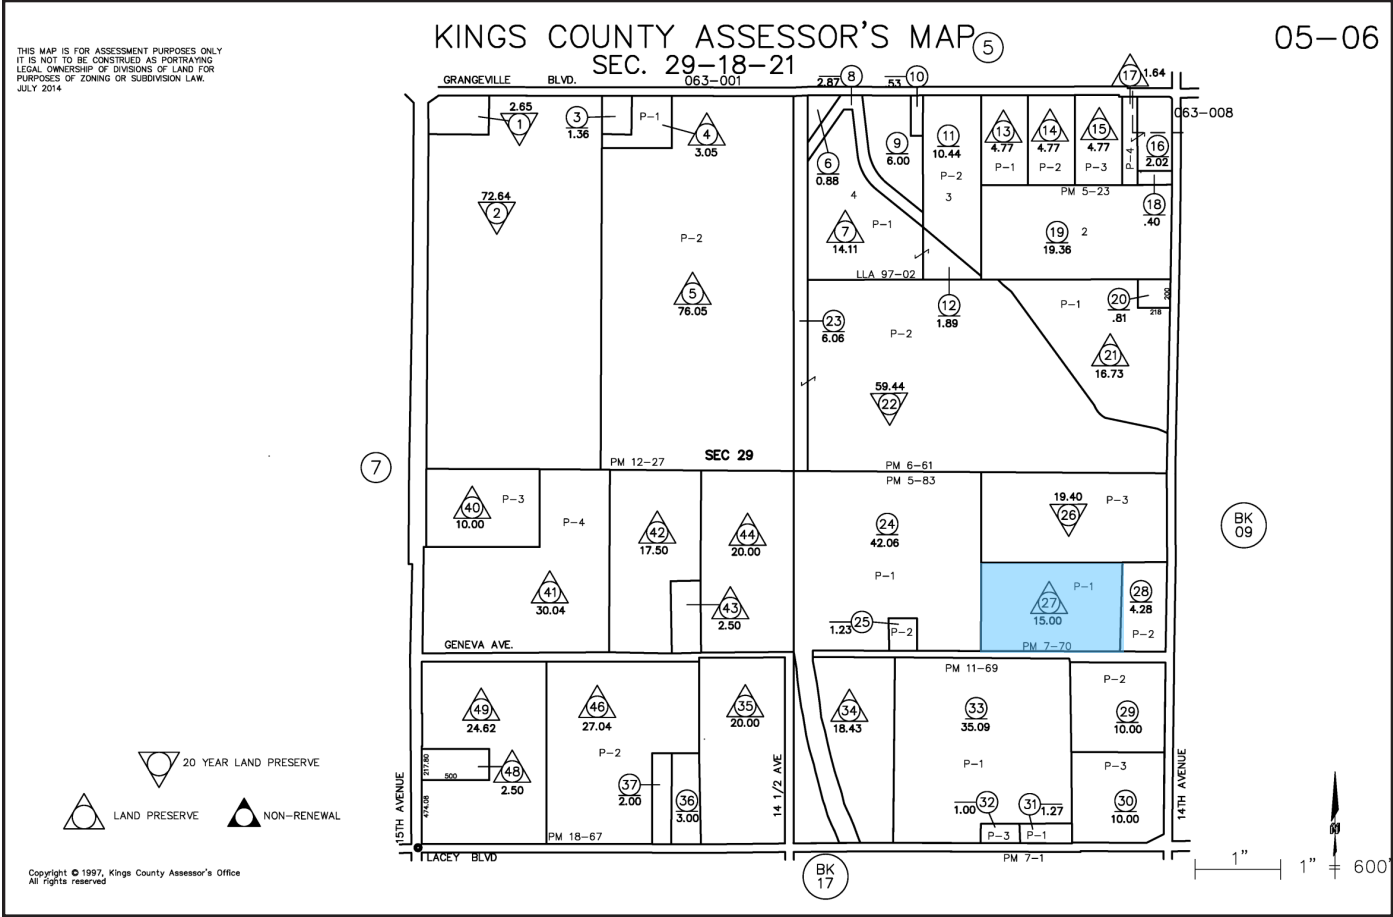 KINGS COUNTY ASSESSOR'S MAP 5
05-06
SEC. 29-18-21
THIS MAP IS FOR ASSESSMENT PURPOSES ONLY
IT IS NOT TO BE CONSTRUED AS PORTRAYING
LEGAL OWNERSHIP OF DIVISIONS OF LAND FOR
PURPOSES OF ZONING OR SUBDIVISION LAW.
JULY 2014
GRANGEVILLE BLVD. 063-001
2.87 8
.53 10
17 1.64
063-008
2.65
1
3
1.36
P-1
4
3.05
6
0.88
9
6.00
11
10.44
P-2
3
13
4.77
P-1
14
4.77
P-2
15
4.77
P-3
P-4
16
2.02
PM 5-23
18
.40
72.64
2
P-2
5
76.05
4
P-1
7
14.11
LLA 97-02
19 2
19.36
12
1.89
23
6.06
P-2
P-1
20
.81
200
218
21
16.73
59.44
22
PM 12-27
SEC 29
PM 6-61
PM 5-83
7
40
10.00
P-3
P-4
42
17.50
44
20.00
24
42.06
P-1
19.40
26
P-3
BK
09
41
30.04
43
2.50
1.23 25
P-2
27
15.00
P-1
PM 7-70
28
4.28
P-2
GENEVA AVE.
PM 11-69
49
24.62
46
27.04
P-2
35
20.00
34
18.43
33
35.09
P-1
P-2
29
10.00
P-3
30
10.00
217.80
500
474.08
48
2.50
37
2.00
36
3.00
1.00 32
31 1.27
P-3
P-1
PM 18-67
15TH AVENUE
14 1/2 AVE
14TH AVENUE
LACEY BLVD
PM 7-1
BK
17
20 YEAR LAND PRESERVE
LAND PRESERVE
NON-RENEWAL
Copyright © 1997, Kings County Assessor's Office
All rights reserved
1"
1" = 600'